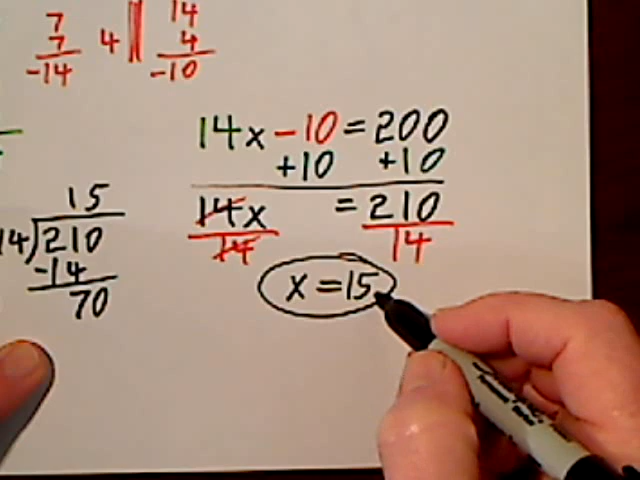 7 14
7 4 4
-14 -10
14x -10 = 200
+10 +10
14x = 210
14 14
x = 15
15
14 210
-14
70